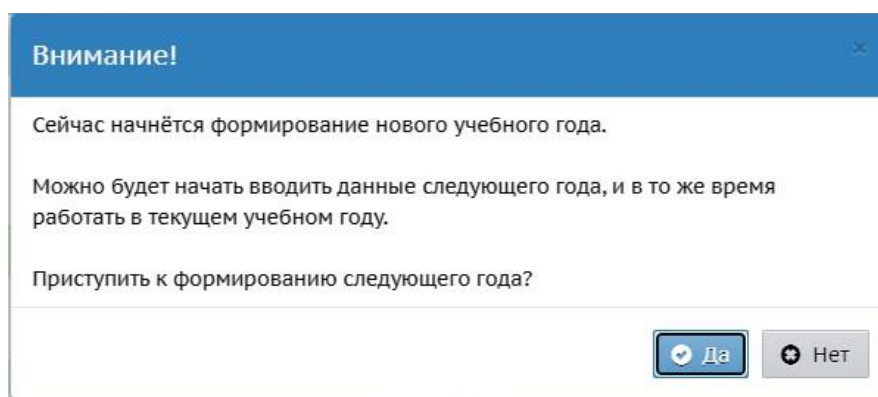 Внимание!
Сейчас начнётся формирование нового учебного года.
Можно будет начать вводить данные следующего года, и в то же время
работать в текущем учебном году.
Приступить к формированию следующего года?
Да
Нет